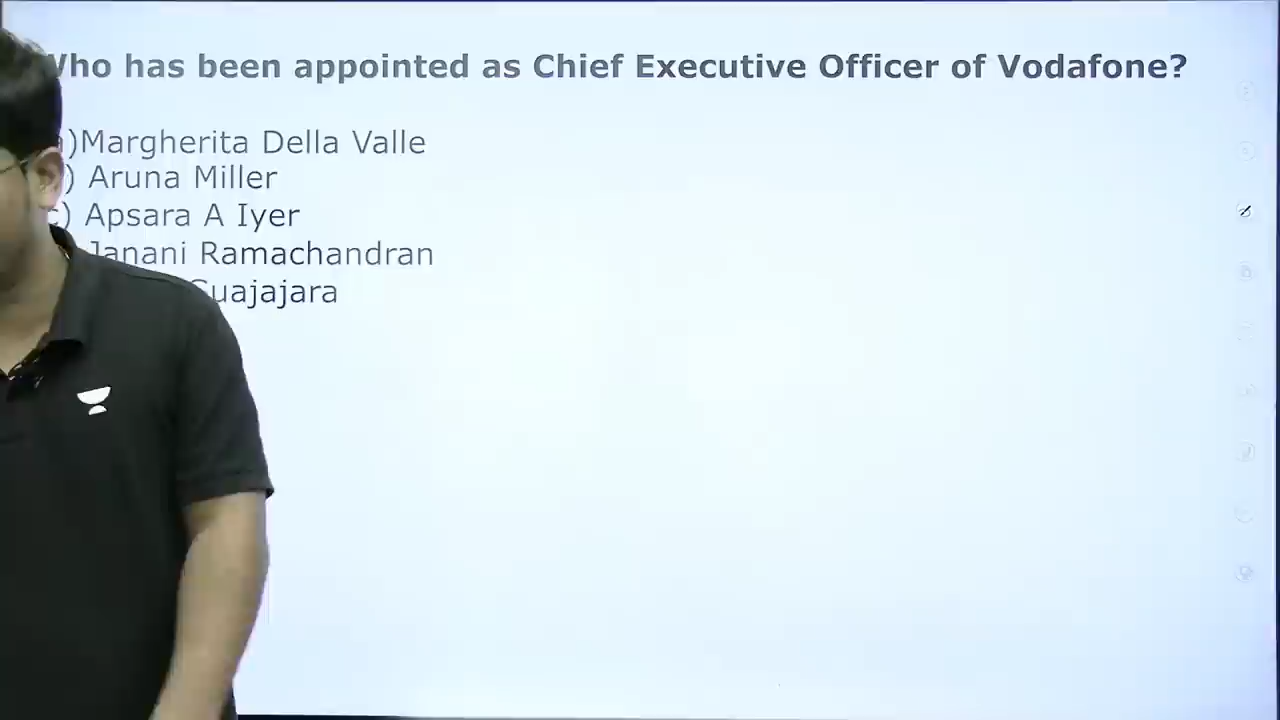 Who has been appointed as Chief Executive Officer of Vodafone?
a)Margherita Della Valle
) Aruna Miller
c) Apsara A Iyer
Janani Ramachandran
Guajajara